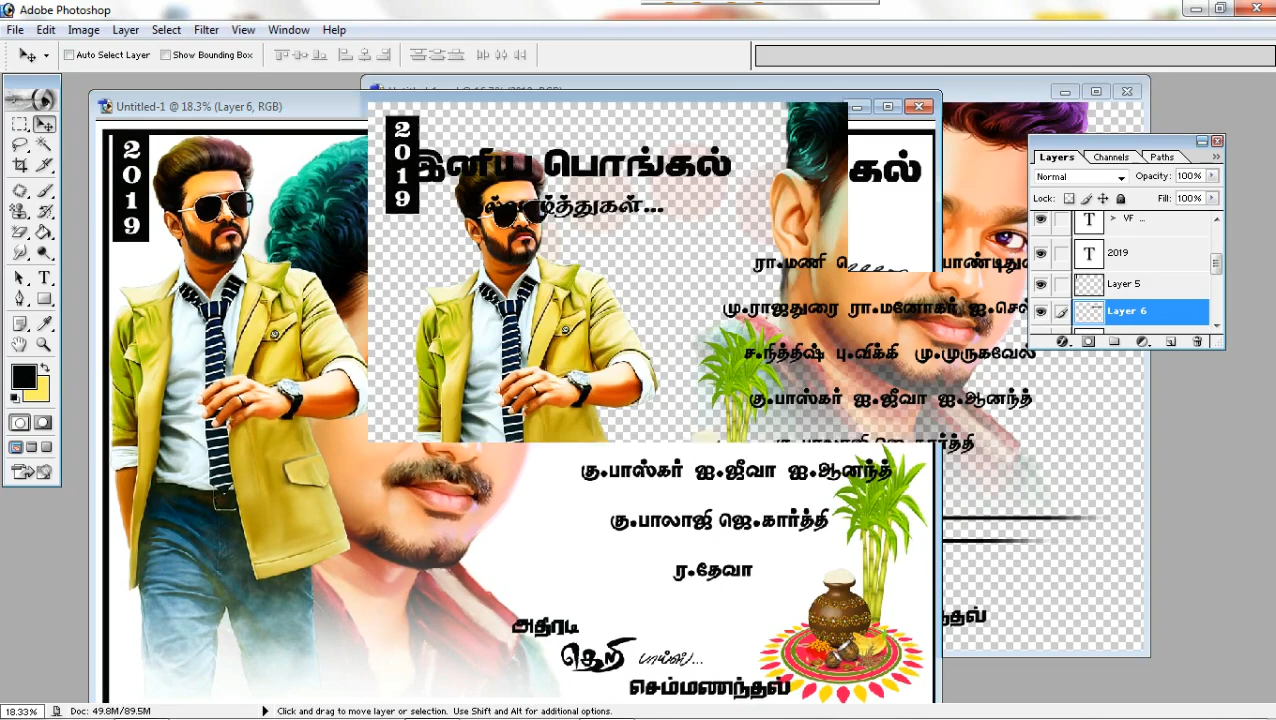 Adobe Photoshop
File Edit Image Layer Select Filter View Window Help
Auto Select Layer Show Bounding Box
Untitled-1 @ 18.3% (Layer 6, RGB)
2019
2019
இனிய பொங்கல்
கல்
ரா.மணி
மு.ராஜதுரை ரா.மனோகர்
ச.நித்தீஷ் பு.விக்கி மு.முருகவேல்
கு.பாஸ்கர் ஐ.ஜீவா ஐ.ஆனந்த்
கு.பாலாஜி ஜெ.கார்த்தி
கு.பாஸ்கர் ஐ.ஜீவா ஐ.ஆனந்த்
கு.பாலாஜி ஜெ.கார்த்தி
ர.தேவா
அதிரடி
தெறி பாய்ஸ்...
செம்மணந்தல்
Layers Channels Paths
Normal Opacity: 100%
Lock: Fill: 100%
T > VF ...
T 2019
Layer 5
Layer 6
18.33% Doc: 49.8M/89.5M Click and drag to move layer or selection. Use Shift and Alt for additional options.